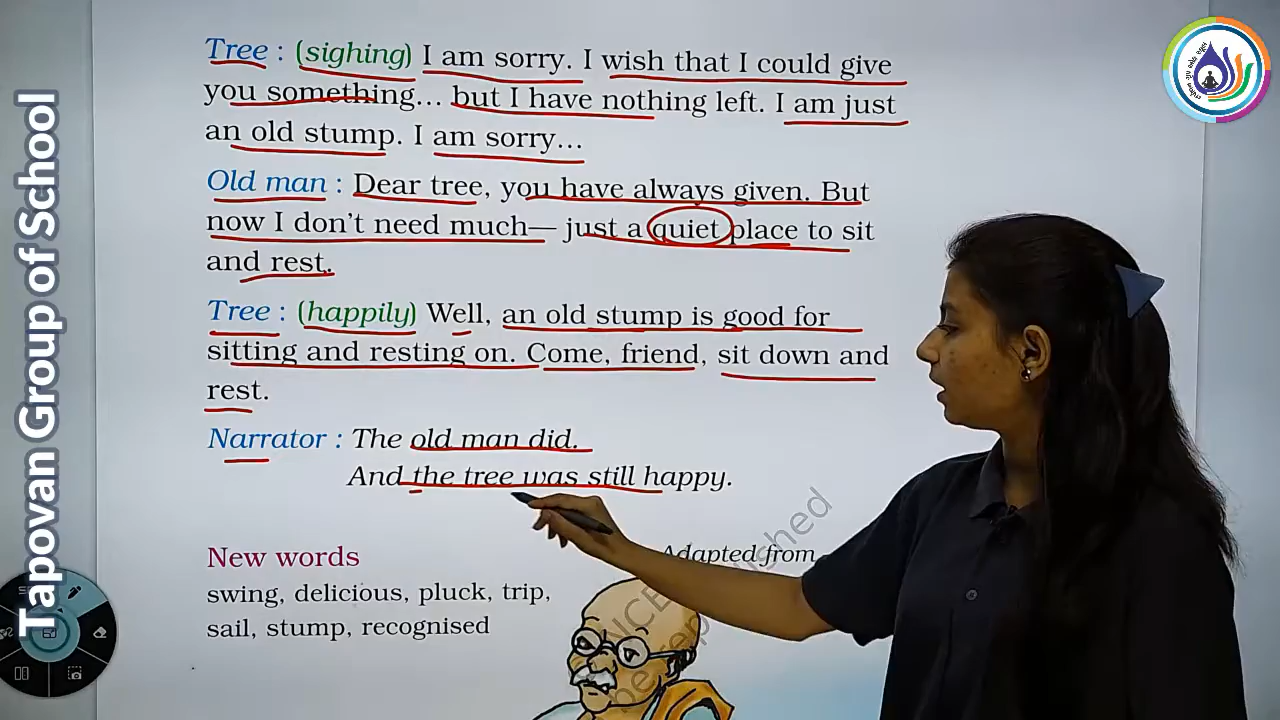 Tree : (sighing) I am sorry. I wish that I could give
you something... but I have nothing left. I am just
an old stump. I am sorry...
Old man : Dear tree, you have always given. But
now I don't need much— just a quiet place to sit
and rest.
Tree : (happily) Well, an old stump is good for
sitting and resting on. Come, friend, sit down and
rest.
Narrator : The old man did.
And the tree was still happy.
Adapted from
New words
swing, delicious, pluck, trip,
sail, stump, recognised
Tapovan Group of School